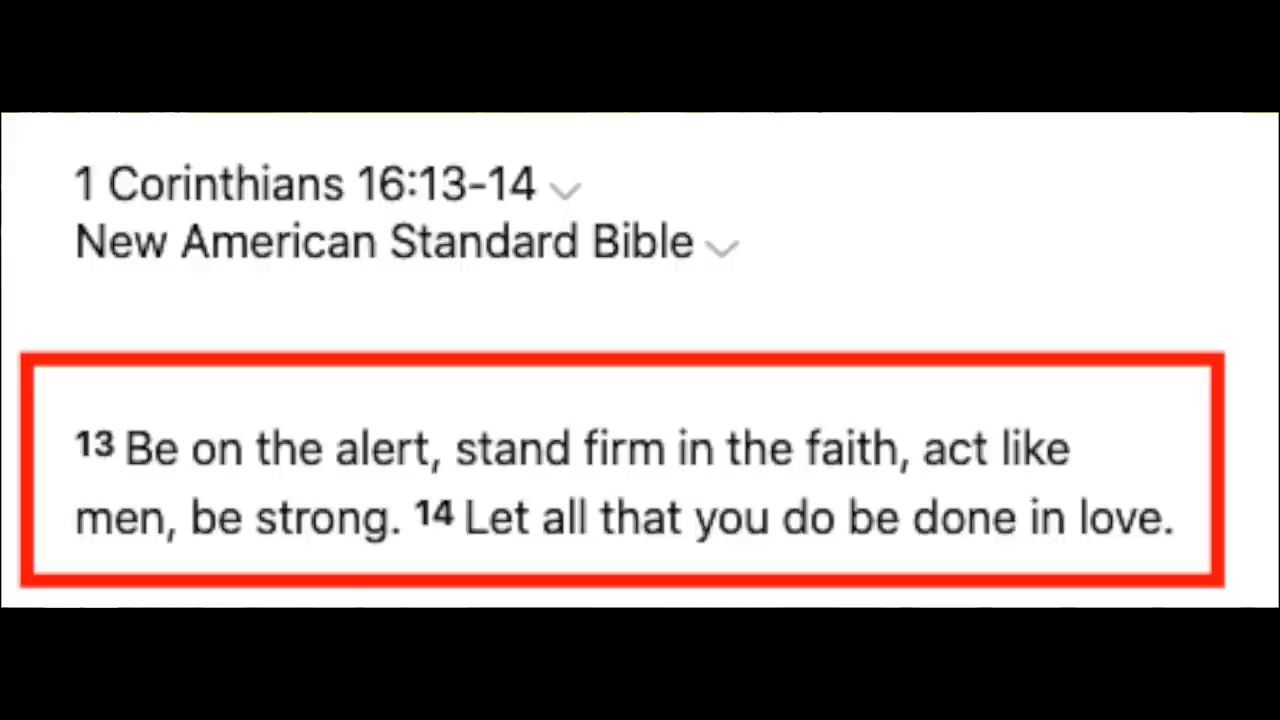 1 Corinthians 16:13-14
New American Standard Bible
13 Be on the alert, stand firm in the faith, act like
men, be strong. 14 Let all that you do be done in love.